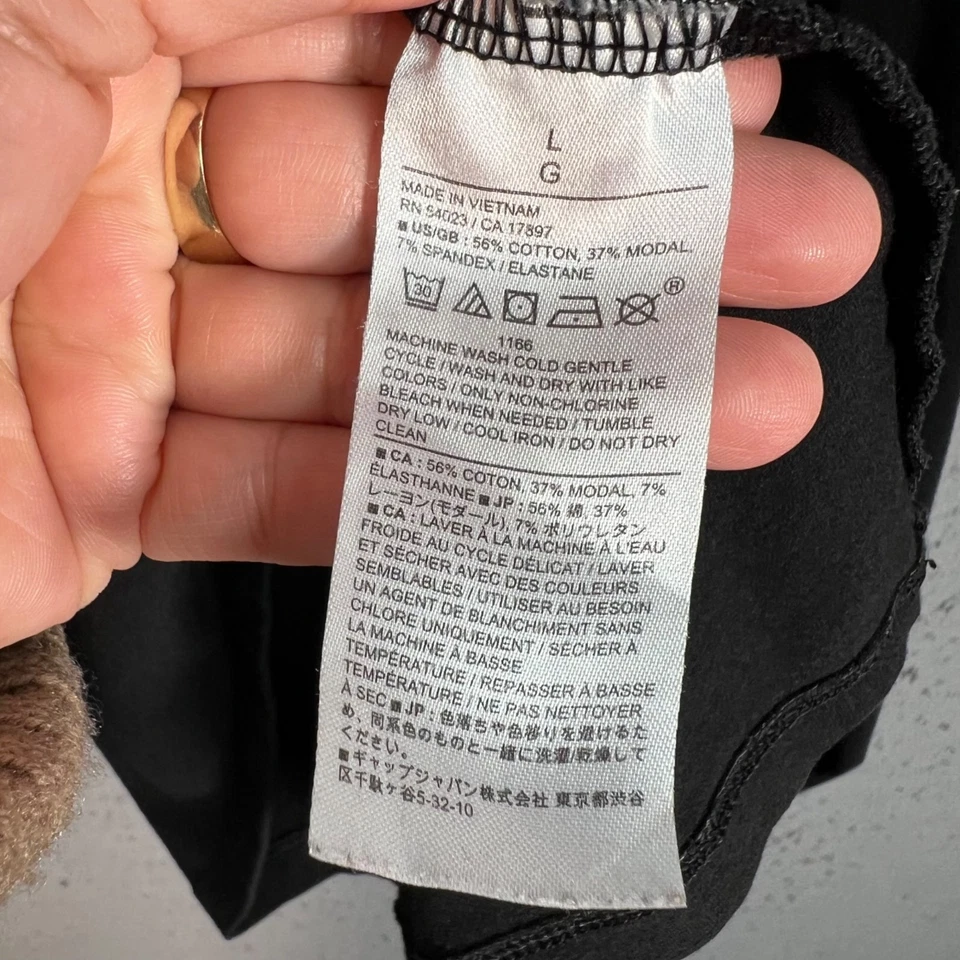 L
G
MADE IN VIETNAM
RN 54023 / CA 17897
■ US/GB : 56% COTTON, 37% MODAL,
7% SPANDEX / ELASTANE
30
®
1166
MACHINE WASH COLD GENTLE
CYCLE / WASH AND DRY WITH LIKE
COLORS / ONLY NON-CHLORINE
BLEACH WHEN NEEDED / TUMBLE
DRY LOW / COOL IRON / DO NOT DRY
CLEAN
■ CA : 56% COTON, 37% MODAL, 7%
ÉLASTHANNE ■ JP : 56% 綿, 37%
レーヨン(モダール), 7% ポリウレタン
■ CA : LAVER À LA MACHINE À L'EAU
FROIDE AU CYCLE DÉLICAT / LAVER
ET SÉCHER AVEC DES COULEURS
SEMBLABLES / UTILISER AU BESOIN
UN AGENT DE BLANCHIMENT SANS
CHLORE UNIQUEMENT / SÉCHER À
LA MACHINE À BASSE
TEMPÉRATURE / REPASSER À BASSE
TEMPÉRATURE / NE PAS NETTOYER
À SEC ■ JP : 色落ちや色移りを避けるた
め、同系色のものと一緒に洗濯/乾燥して
ください。
■ギャップジャパン株式会社 東京都渋谷
区千駄ヶ谷5-32-10